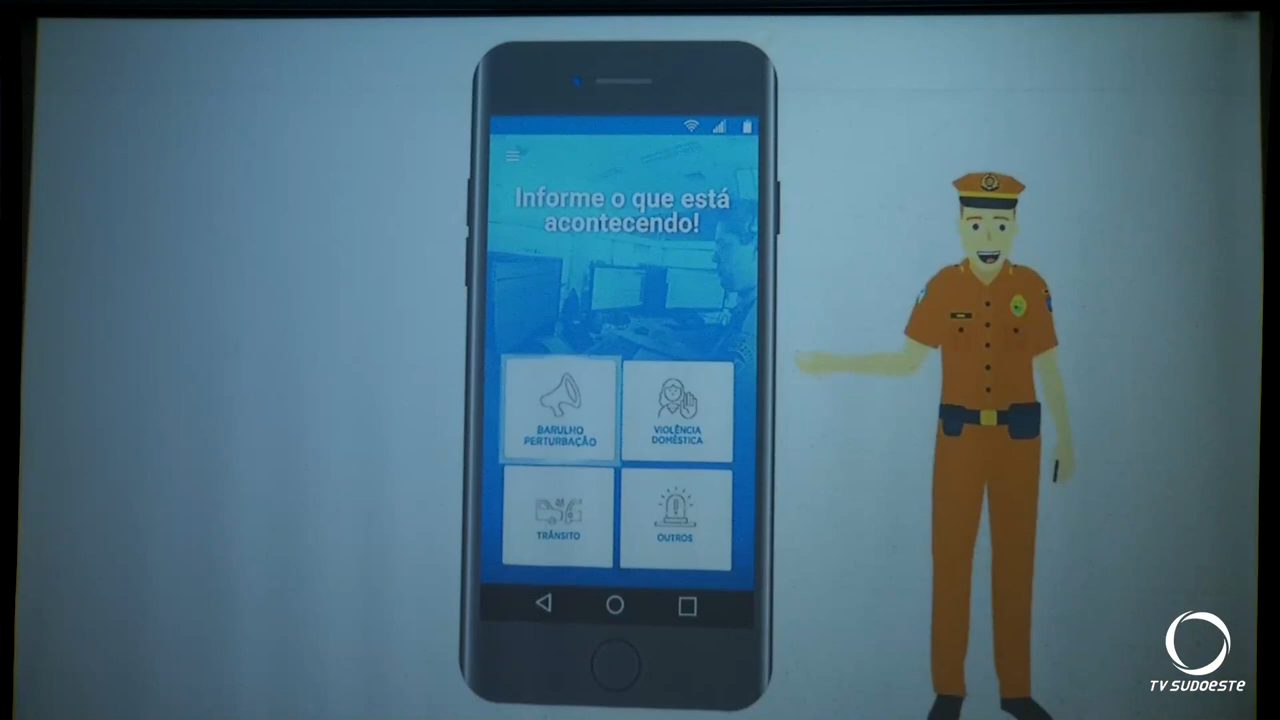 Informe o que está
acontecendo!
BARULHO
PERTURBAÇÃO
VIOLÊNCIA
DOMÉSTICA
TRÂNSITO
OUTROS
TV SUDOESTE